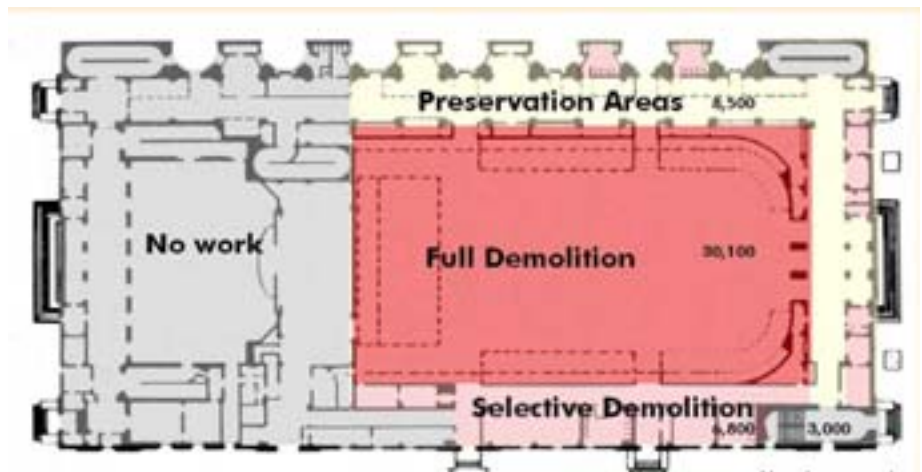 Preservation Areas 8,500
No work
Full Demolition 30,100
Selective Demolition
6,800 3,000